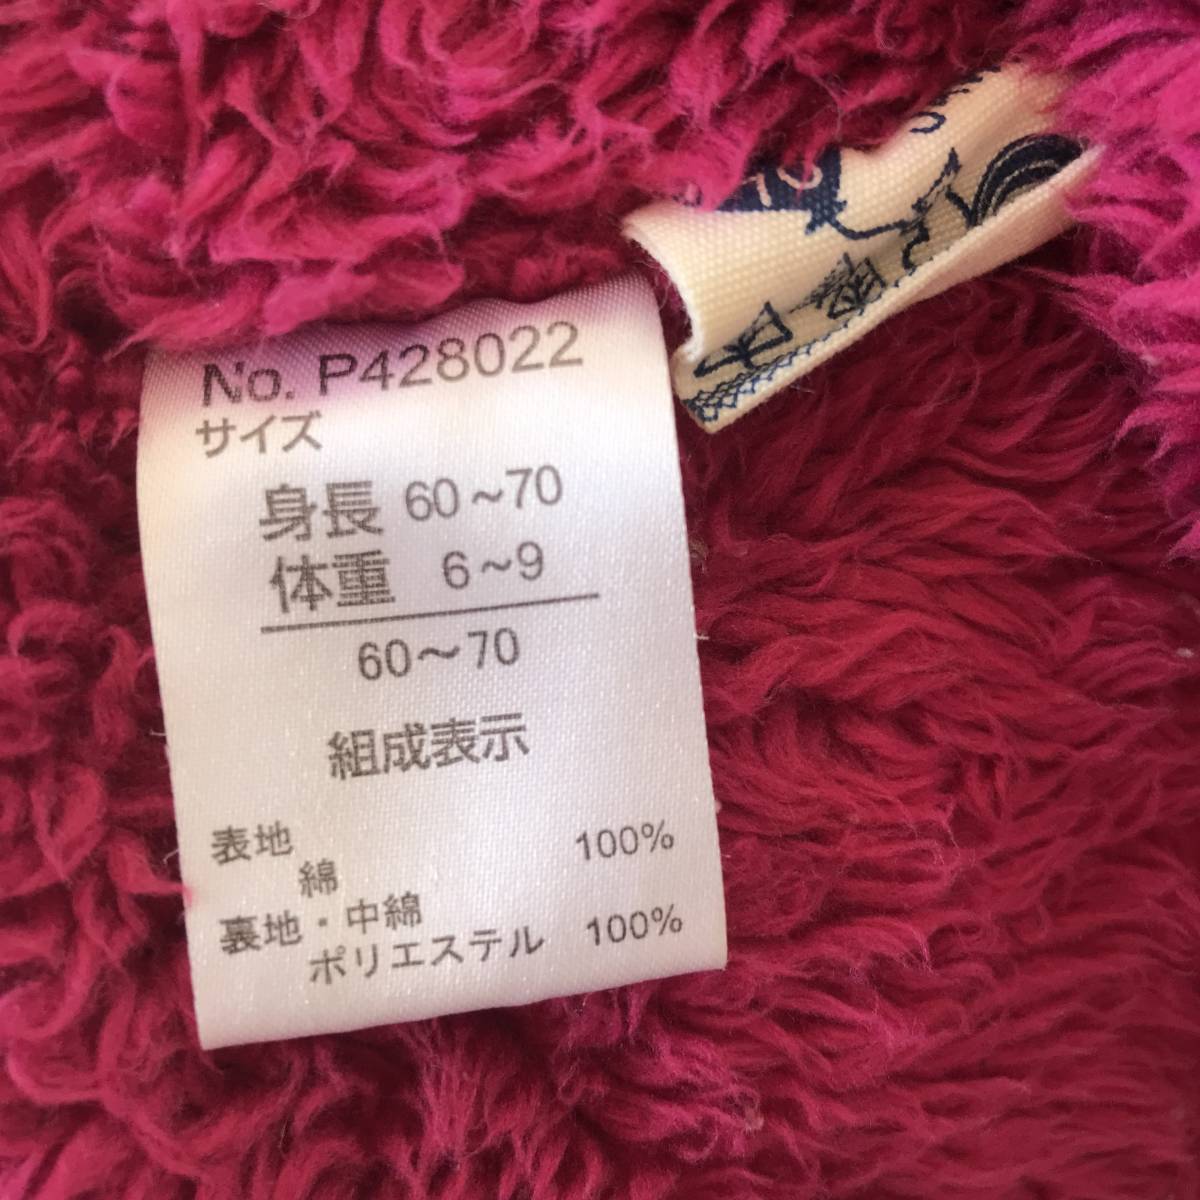 No. P428022
サイズ
身長 60~70
体重 6~9
60~70
組成表示
表地
綿 100%
裏地・中綿
ポリエステル 100%